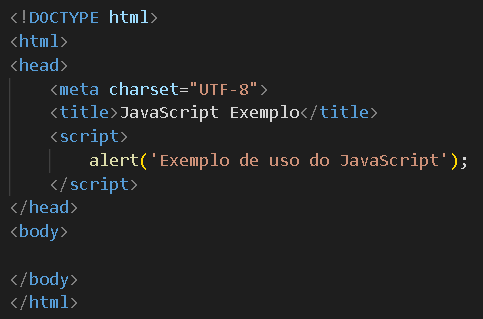 <!DOCTYPE html>
<html>
<head>
    <meta charset="UTF-8">
    <title>JavaScript Exemplo</title>
    <script>
        alert('Exemplo de uso do JavaScript');
    </script>
</head>
<body>

</body>
</html>